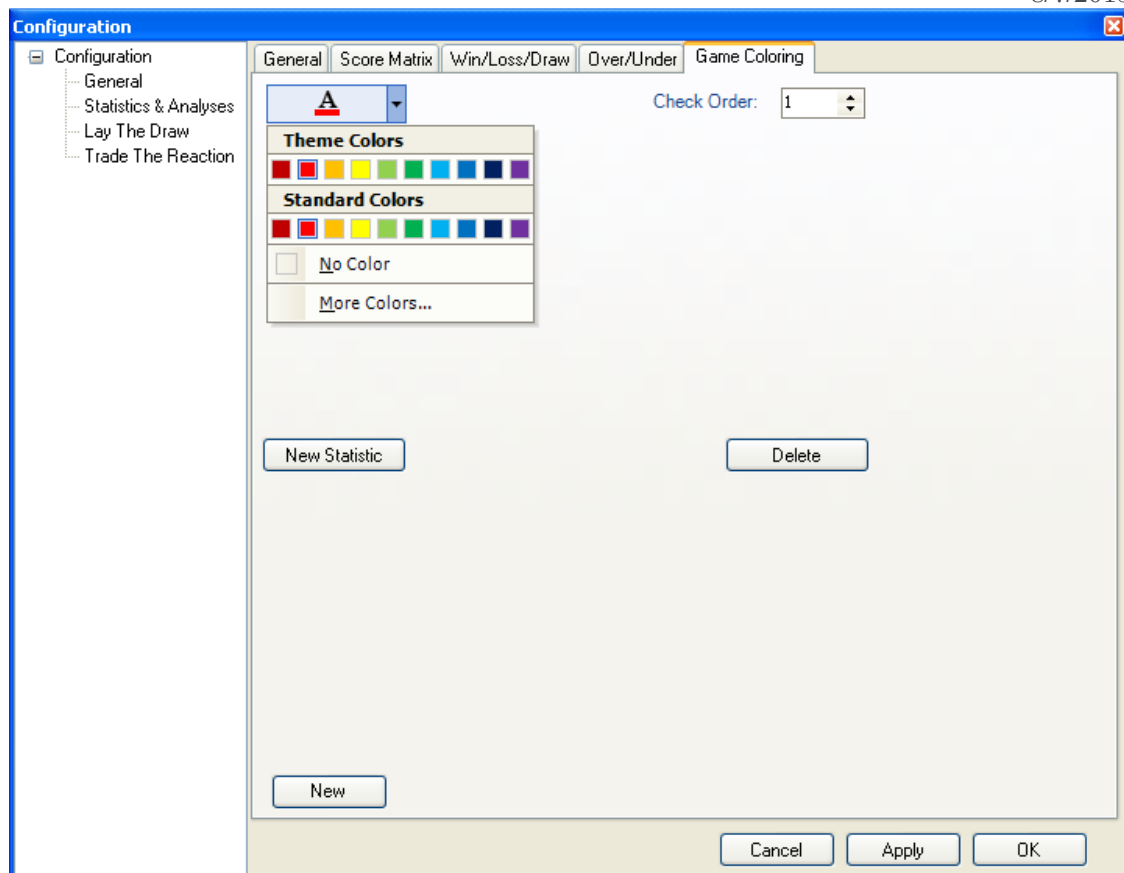 Configuration
Configuration
General
Statistics & Analyses
Lay The Draw
Trade The Reaction
General Score Matrix Win/Loss/Draw Over/Under Game Coloring
A
Check Order: 1
Theme Colors
Standard Colors
No Color
More Colors...
New Statistic
Delete
New
Cancel Apply OK